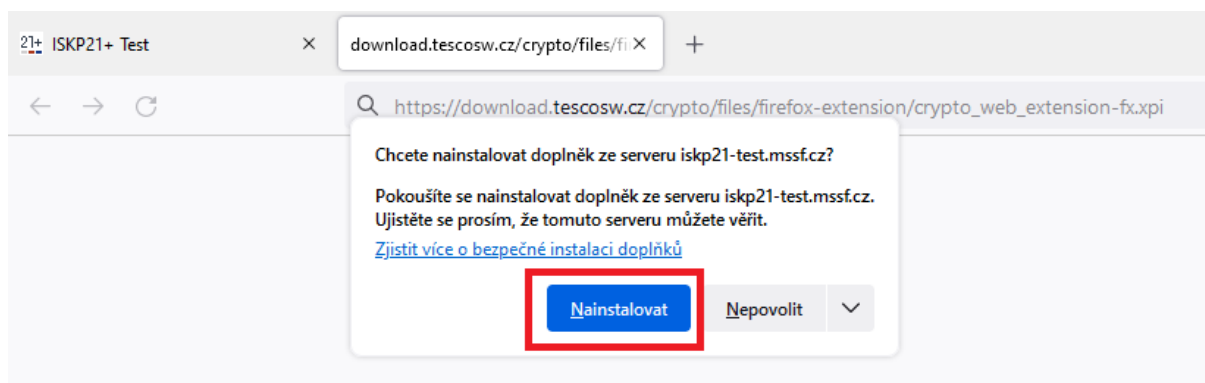 21+ ISKP21+ Test
download.tescosw.cz/crypto/files/fi
https://download.tescosw.cz/crypto/files/firefox-extension/crypto_web_extension-fx.xpi
Chcete nainstalovat doplněk ze serveru iskp21-test.mssf.cz?
Pokoušíte se nainstalovat doplněk ze serveru iskp21-test.mssf.cz.
Ujistěte se prosím, že tomuto serveru můžete věřit.
Zjistit více o bezpečné instalaci doplňků
Nainstalovat Nepovolit